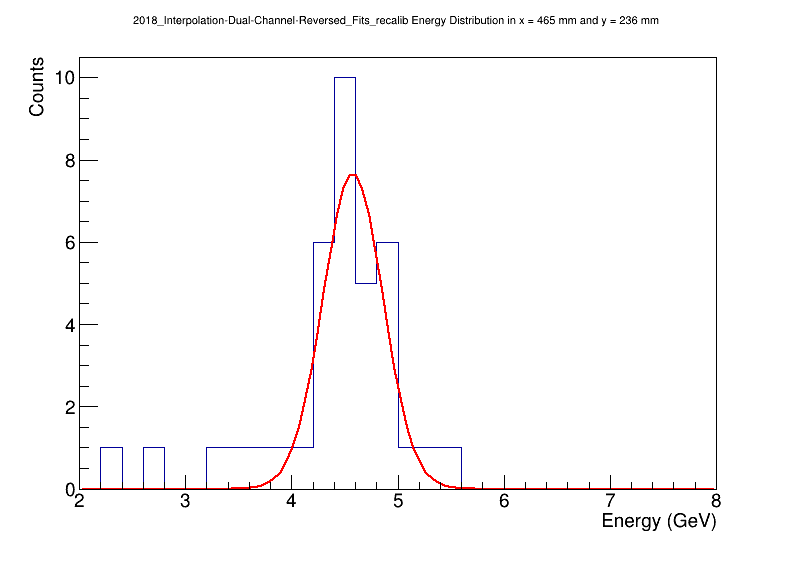 2018_Interpolation-Dual-Channel-Reversed_Fits_recalib Energy Distribution in x = 465 mm and y = 236 mm
Counts
10
8
6
4
2
0
2 3 4 5 6 7 8
Energy (GeV)